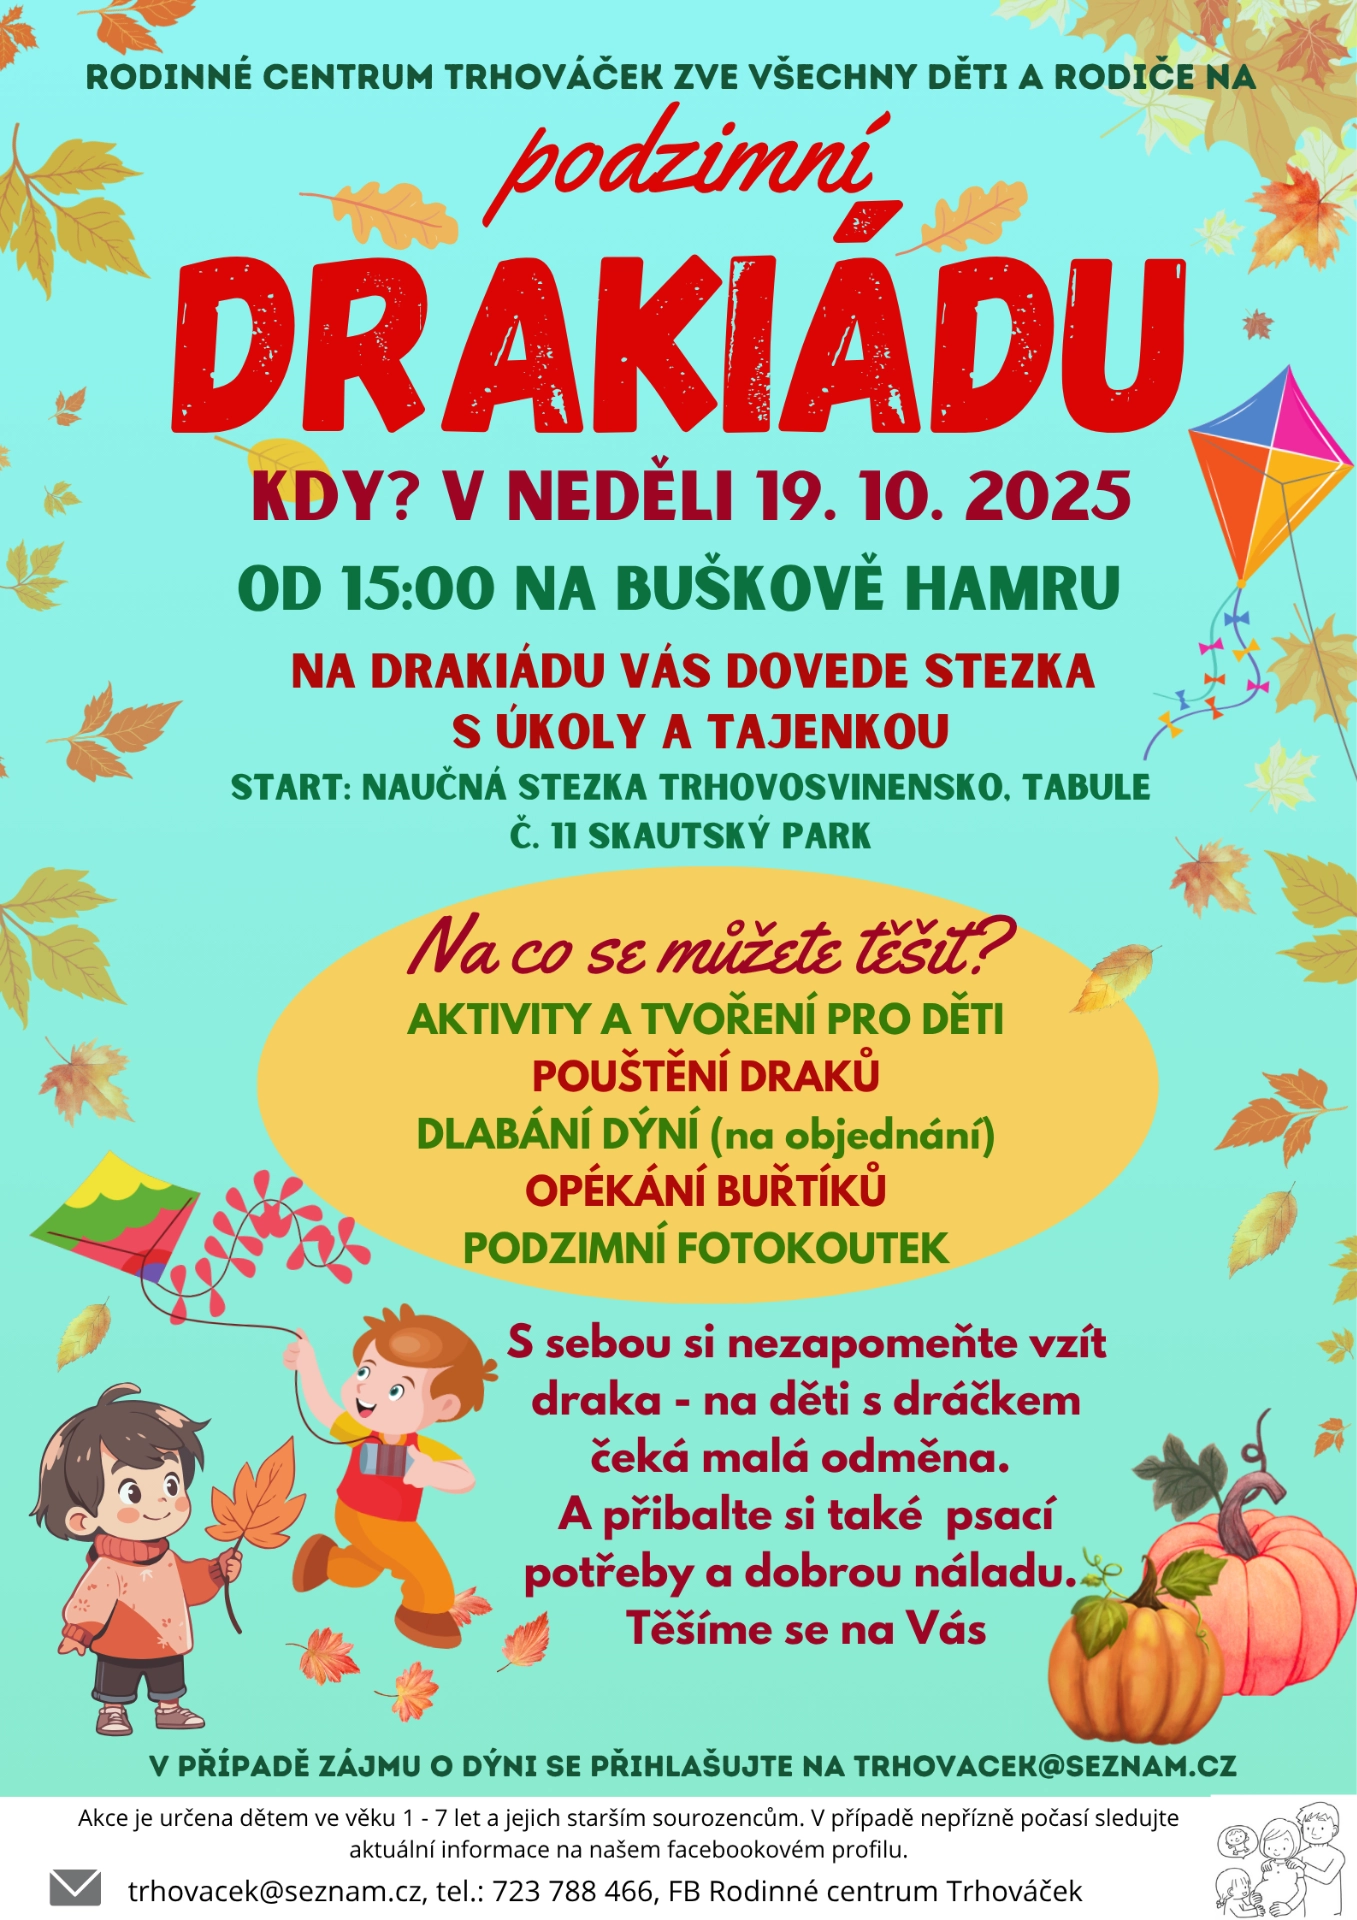 RODINNÉ CENTRUM TRHOVÁČEK ZVE VŠECHNY DĚTI A RODIČE NA
podzimní
DRAKIÁDU
KDY? V NEDĚLI 19. 10. 2025
OD 15:00 NA BUŠKOVĚ HAMRU
NA DRAKIÁDU VÁS DOVEDE STEZKA
S ÚKOLY A TAJENKOU
START: NAUČNÁ STEZKA TRHOVOSVINENSKO, TABULE
Č. 11 SKAUTSKÝ PARK
Na co se můžete těšit?
AKTIVITY A TVOŘENÍ PRO DĚTI
POUŠTĚNÍ DRAKŮ
DLABÁNÍ DÝNÍ (na objednání)
OPÉKÁNÍ BUŘTÍKŮ
PODZIMNÍ FOTOKOUTEK
S sebou si nezapomeňte vzít
draka - na děti s dráčkem
čeká malá odměna.
A přibalte si také psací
potřeby a dobrou náladu.
Těšíme se na Vás
V PŘÍPADĚ ZÁJMU O DÝNI SE PŘIHLAŠUJTE NA TRHOVACEK@SEZNAM.CZ
Akce je určena dětem ve věku 1 - 7 let a jejich starším sourozencům. V případě nepřízně počasí sledujte
aktuální informace na našem facebookovém profilu.
trhovacek@seznam.cz, tel.: 723 788 466, FB Rodinné centrum Trhováček